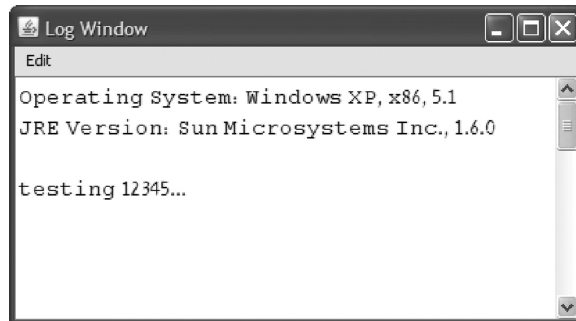 Log Window
Edit
Operating System: Windows XP, x86, 5.1
JRE Version: Sun Microsystems Inc., 1.6.0
testing 12345...